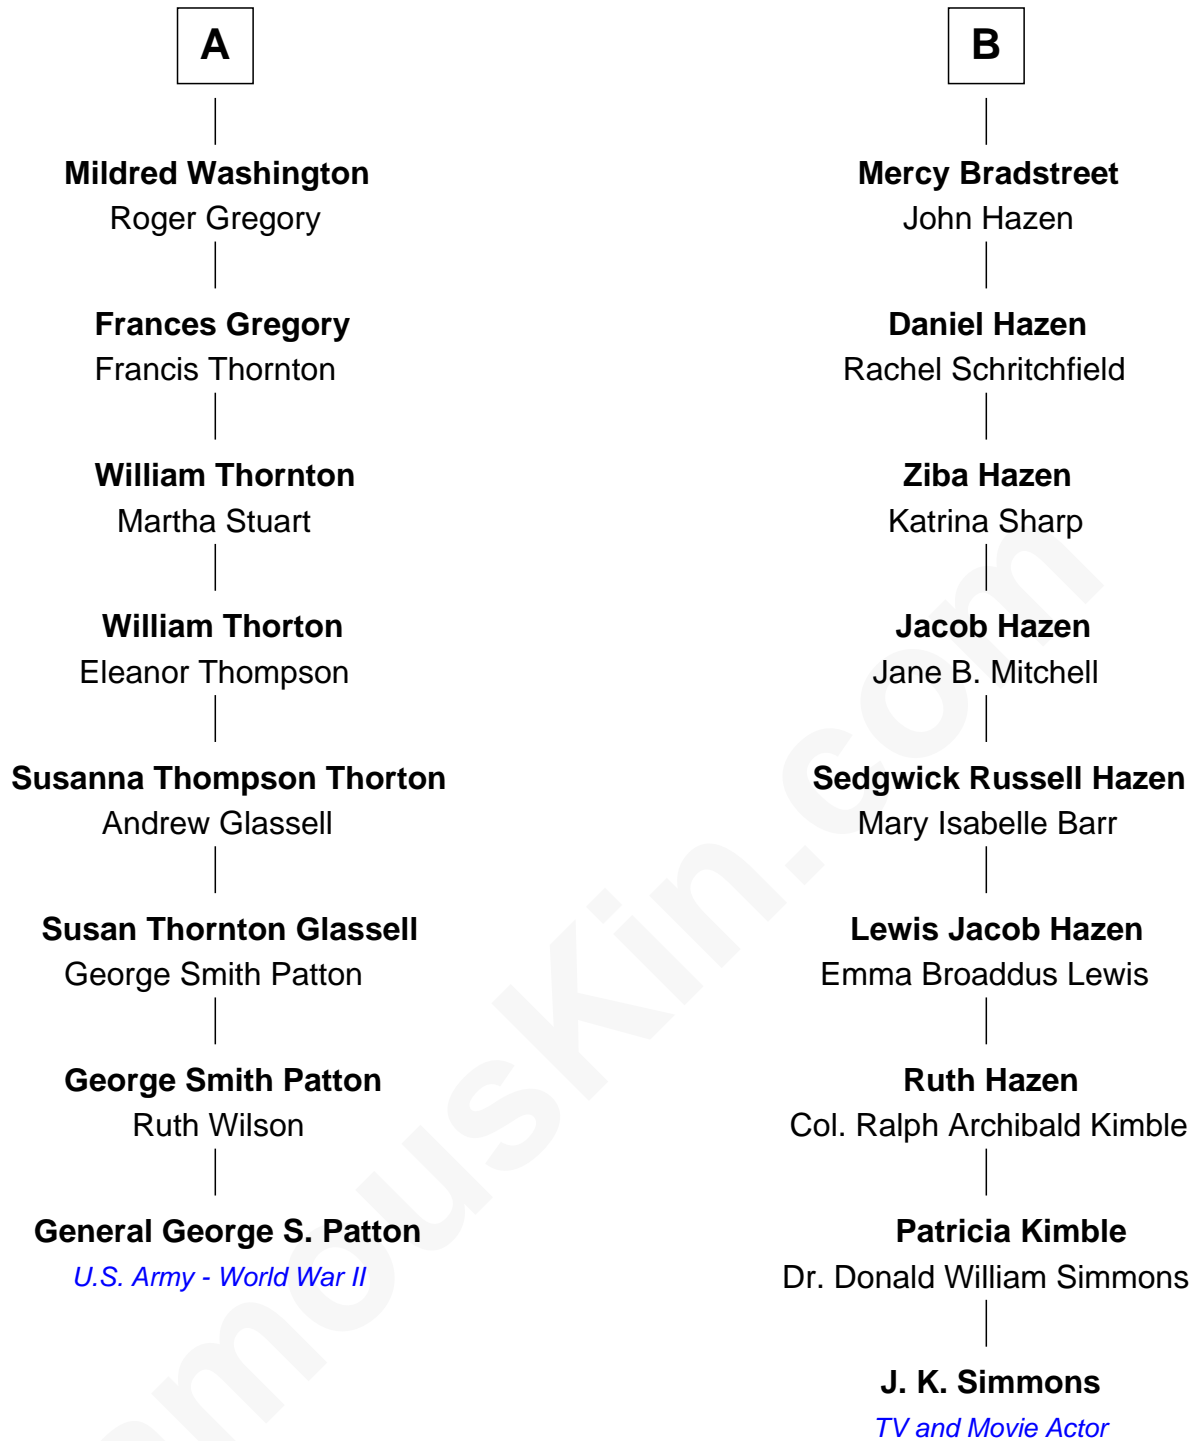 A
Mildred Washington
Roger Gregory
Frances Gregory
Francis Thornton
William Thornton
Martha Stuart
William Thorton
Eleanor Thompson
Susanna Thompson Thorton
Andrew Glassell
Susan Thornton Glassell
George Smith Patton
George Smith Patton
Ruth Wilson
General George S. Patton
U.S. Army - World War II
B
Mercy Bradstreet
John Hazen
Daniel Hazen
Rachel Schritchfield
Ziba Hazen
Katrina Sharp
Jacob Hazen
Jane B. Mitchell
Sedgwick Russell Hazen
Mary Isabelle Barr
Lewis Jacob Hazen
Emma Broaddus Lewis
Ruth Hazen
Col. Ralph Archibald Kimble
Patricia Kimble
Dr. Donald William Simmons
J. K. Simmons
TV and Movie Actor
amousKin.com